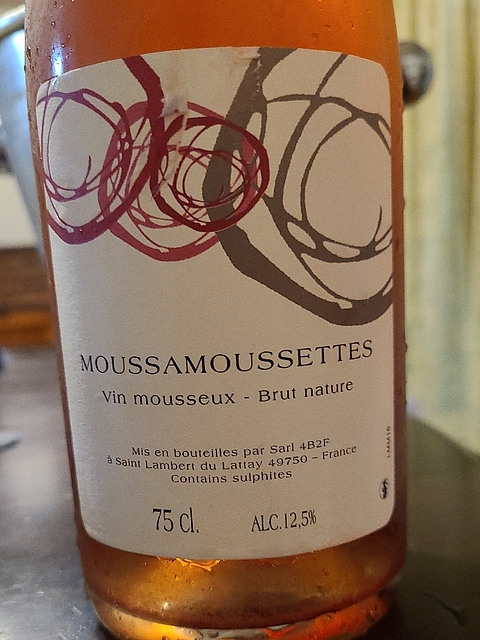 MOUSSAMOUSSETTES
Vin mousseux - Brut nature
Mis en bouteilles par Sarl 4B2F
à Saint Lambert du Lattay 49750 - France
Contains sulphites
75 cl. ALC.12,5%
LMM16